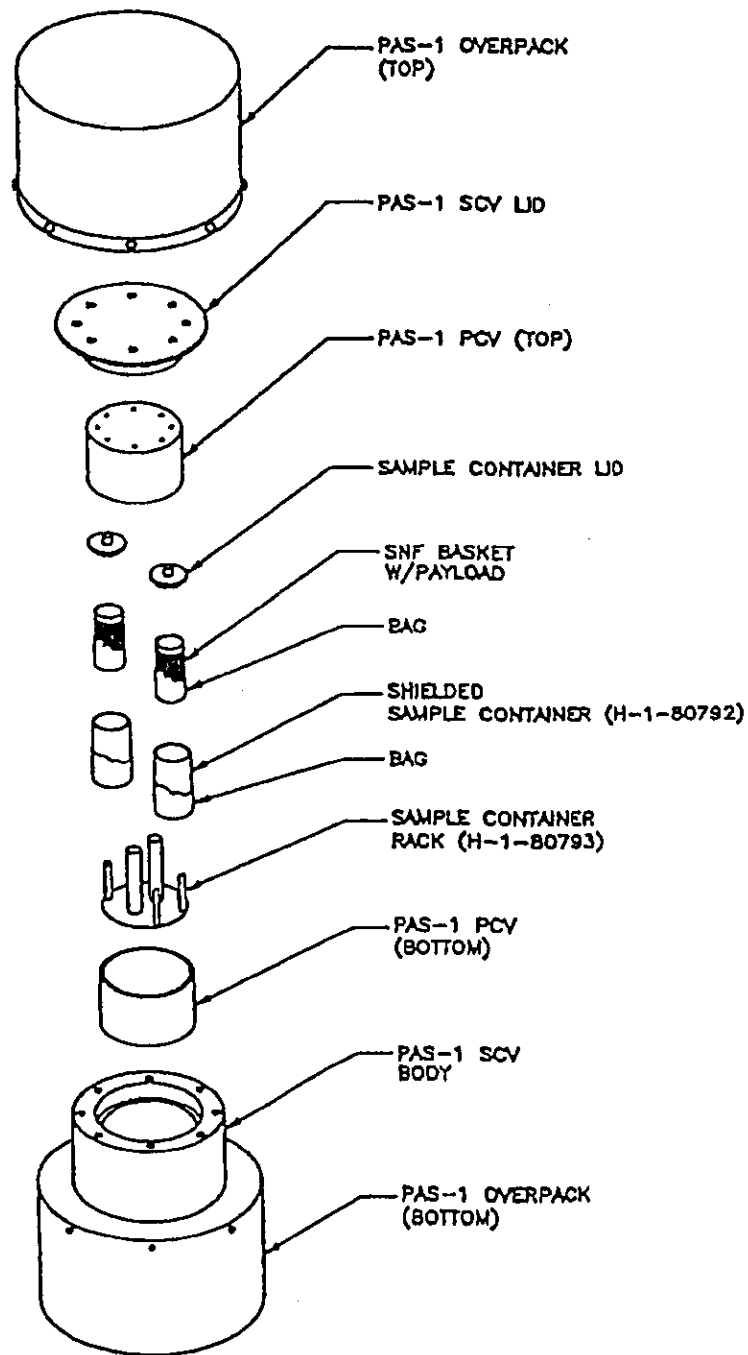 PAS-1 OVERPACK
(TOP)
PAS-1 SCV LID
PAS-1 PCV (TOP)
SAMPLE CONTAINER LID
SNF BASKET
W/PAYLOAD
BAG
SHIELDED
SAMPLE CONTAINER (H-1-80792)
BAG
SAMPLE CONTAINER
RACK (H-1-80793)
PAS-1 PCV
(BOTTOM)
PAS-1 SCV
BODY
PAS-1 OVERPACK
(BOTTOM)